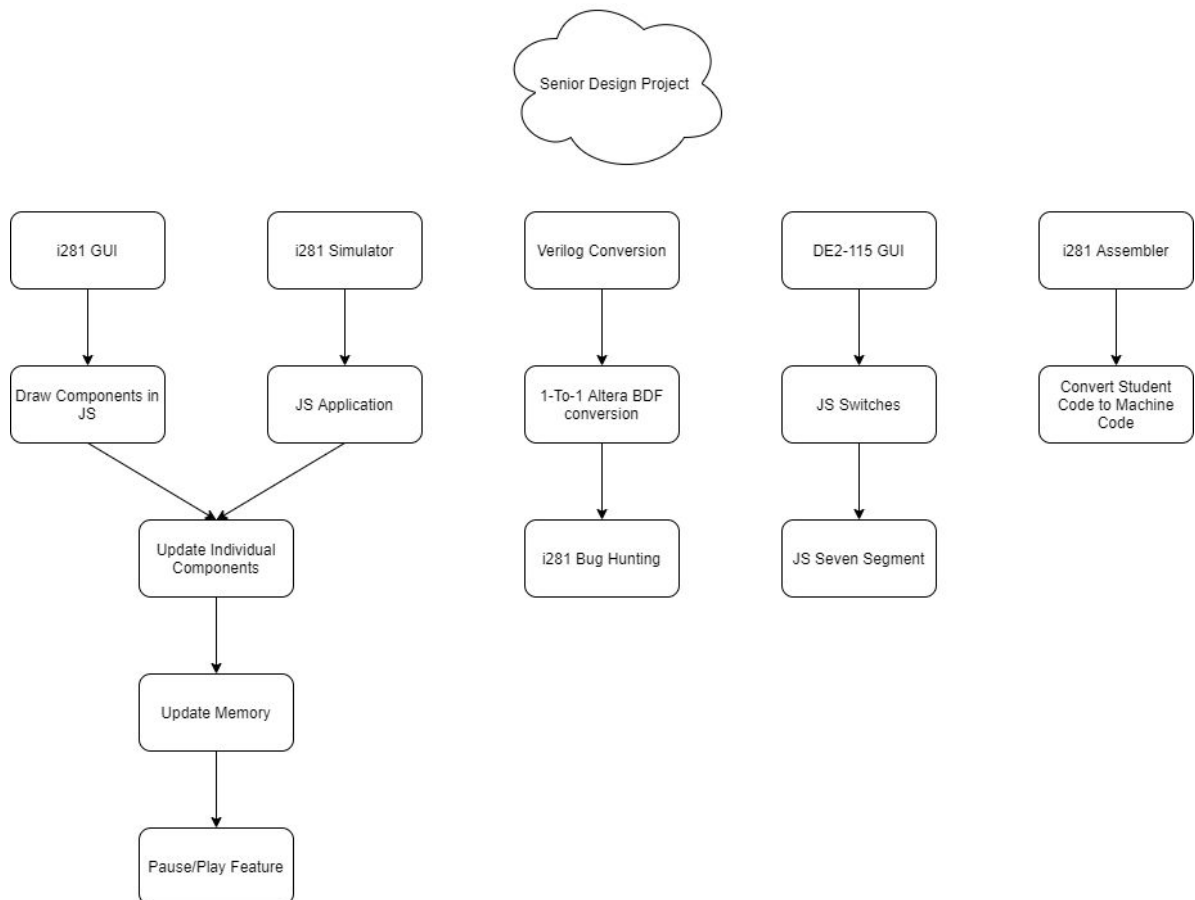 Senior Design Project
i281 GUI
i281 Simulator
Verilog Conversion
DE2-115 GUI
i281 Assembler
Draw Components in
JS
JS Application
1-To-1 Altera BDF
conversion
JS Switches
Convert Student
Code to Machine
Code
Update Individual
Components
i281 Bug Hunting
JS Seven Segment
Update Memory
Pause/Play Feature